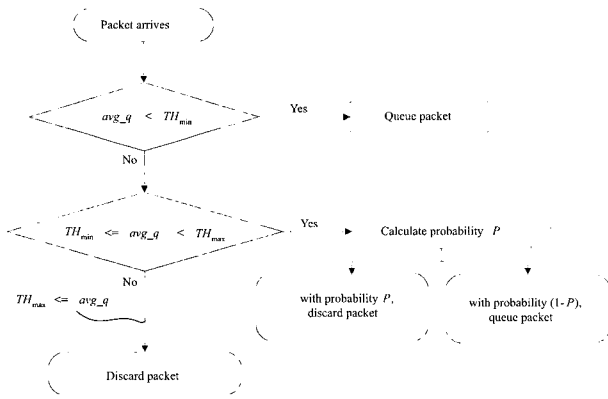 Packet arrives
avg_q < TH_min
Yes
Queue packet
No
TH_min <= avg_q < TH_max
Yes
Calculate probability P
No
TH_max <= avg_q
with probability P,
discard packet
with probability (1-P),
queue packet
Discard packet